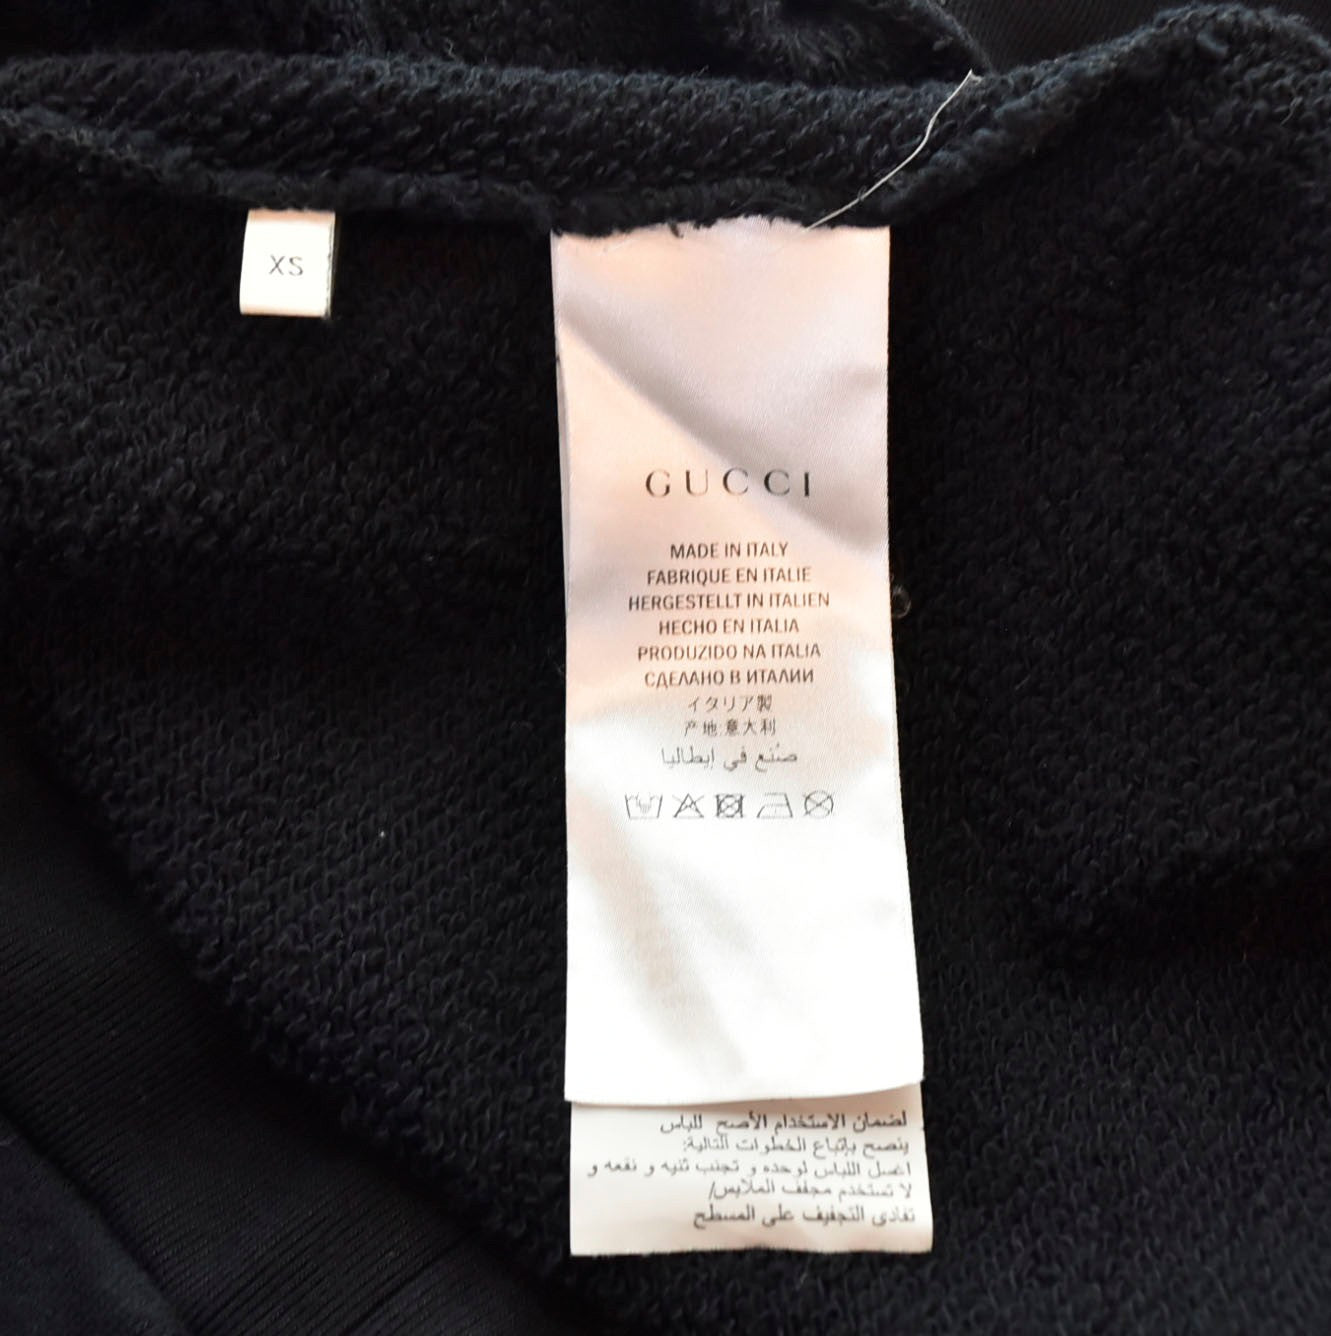 XS
GUCCI
MADE IN ITALY
FABRIQUE EN ITALIE
HERGESTELLT IN ITALIEN
HECHO EN ITALIA
PRODUZIDO NA ITALIA
СДЕЛАНО В ИТАЛИИ
イタリア製
产地:意大利
صُنع في إيطاليا
لضمان الاستخدام الأصح للباس
ينصح بإتباع الخطوات التالية:
اغسل اللباس لوحده و تجنب ثنيه و نقعه و
لا تستخدم مجفف الملابس/
تفادى التجفيف على المسطح